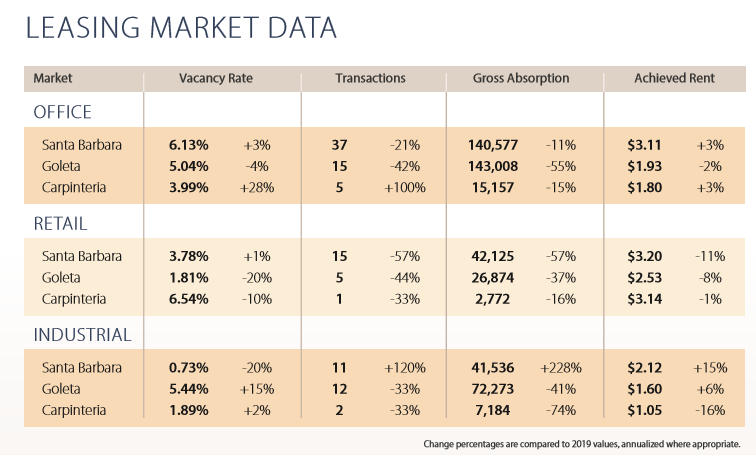 LEASING MARKET DATA
Market Vacancy Rate Transactions Gross Absorption Achieved Rent
OFFICE
Santa Barbara 6.13% +3% 37 -21% 140,577 -11% $3.11 +3%
Goleta 5.04% -4% 15 -42% 143,008 -55% $1.93 -2%
Carpinteria 3.99% +28% 5 +100% 15,157 -15% $1.80 +3%
RETAIL
Santa Barbara 3.78% +1% 15 -57% 42,125 -57% $3.20 -11%
Goleta 1.81% -20% 5 -44% 26,874 -37% $2.53 -8%
Carpinteria 6.54% -10% 1 -33% 2,772 -16% $3.14 -1%
INDUSTRIAL
Santa Barbara 0.73% -20% 11 +120% 41,536 +228% $2.12 +15%
Goleta 5.44% +15% 12 -33% 72,273 -41% $1.60 +6%
Carpinteria 1.89% +2% 2 -33% 7,184 -74% $1.05 -16%
Change percentages are compared to 2019 values, annualized where appropriate.